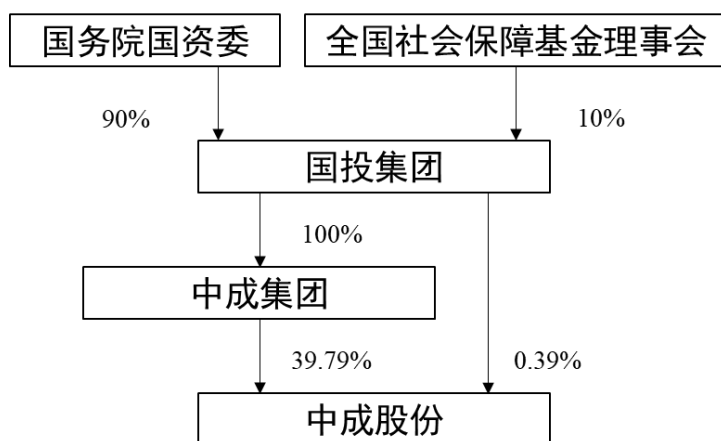 国务院国资委
全国社会保障基金理事会
90%
10%
国投集团
100%
中成集团
39.79%
0.39%
中成股份